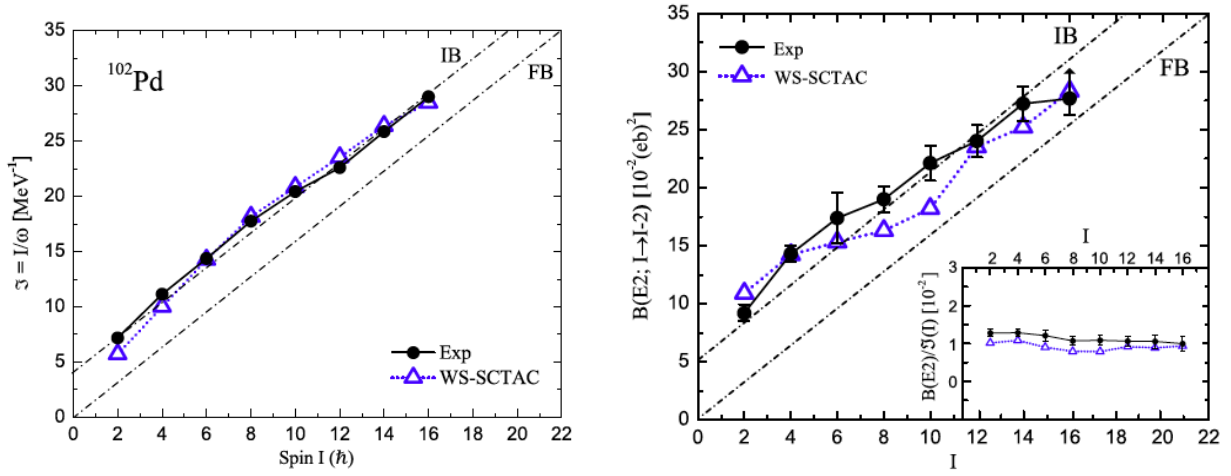 35
30
25
20
15
10
5
0
ℑ = I/ω [MeV⁻¹]
¹⁰²Pd
IB
FB
Exp
WS-SCTAC
0 2 4 6 8 10 12 14 16 18 20 22
Spin I (ℏ)
35
30
25
20
15
10
5
0
B(E2; I→I-2) [10⁻²(eb)²]
Exp
WS-SCTAC
IB
FB
I
2 4 6 8 10 12 14 16
3
2
1
0
B(E2)/ℑ(I) [10⁻²]
0 2 4 6 8 10 12 14 16 18 20 22
I